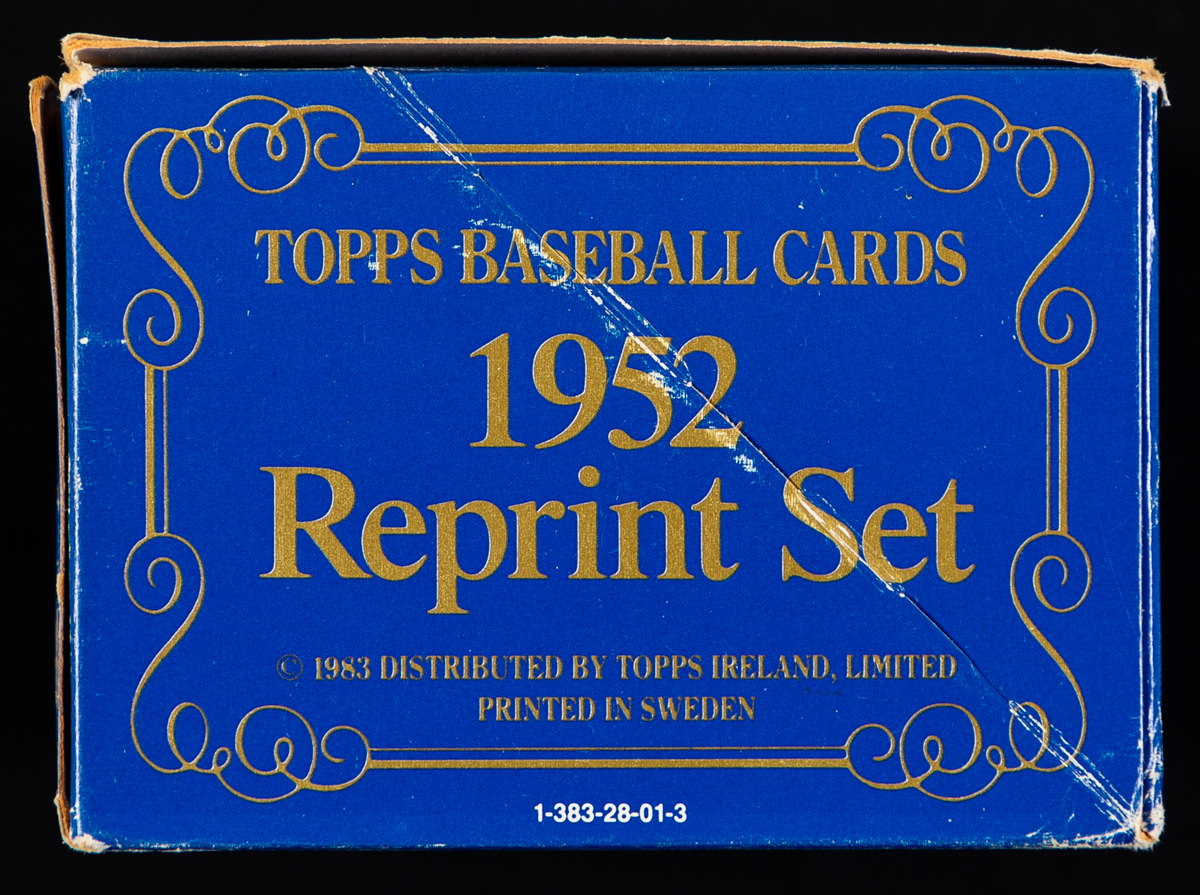 TOPPS BASEBALL CARDS
1952
Reprint Set
© 1983 DISTRIBUTED BY TOPPS IRELAND, LIMITED
PRINTED IN SWEDEN
1-383-28-01-3